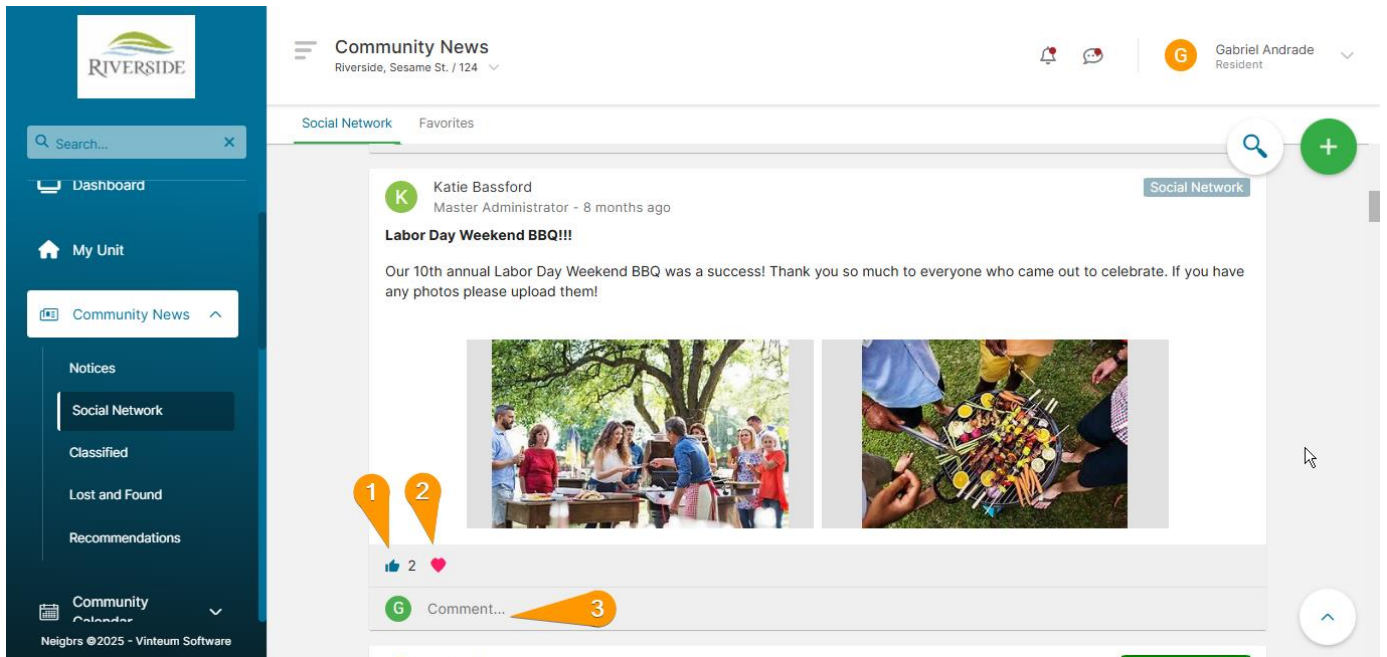 RIVERSIDE
Search...
Dashboard
My Unit
Community News
Notices
Social Network
Classified
Lost and Found
Recommendations
Community
Calendar
Neigbrs @2025 - Vinteum Software
Community News
Riverside, Sesame St. / 124
G
Gabriel Andrade
Resident
Social Network
Favorites
+
K
Katie Bassford
Master Administrator - 8 months ago
Social Network
Labor Day Weekend BBQ!!!
Our 10th annual Labor Day Weekend BBQ was a success! Thank you so much to everyone who came out to celebrate. If you have
any photos please upload them!
1
2
2
G
Comment...
3